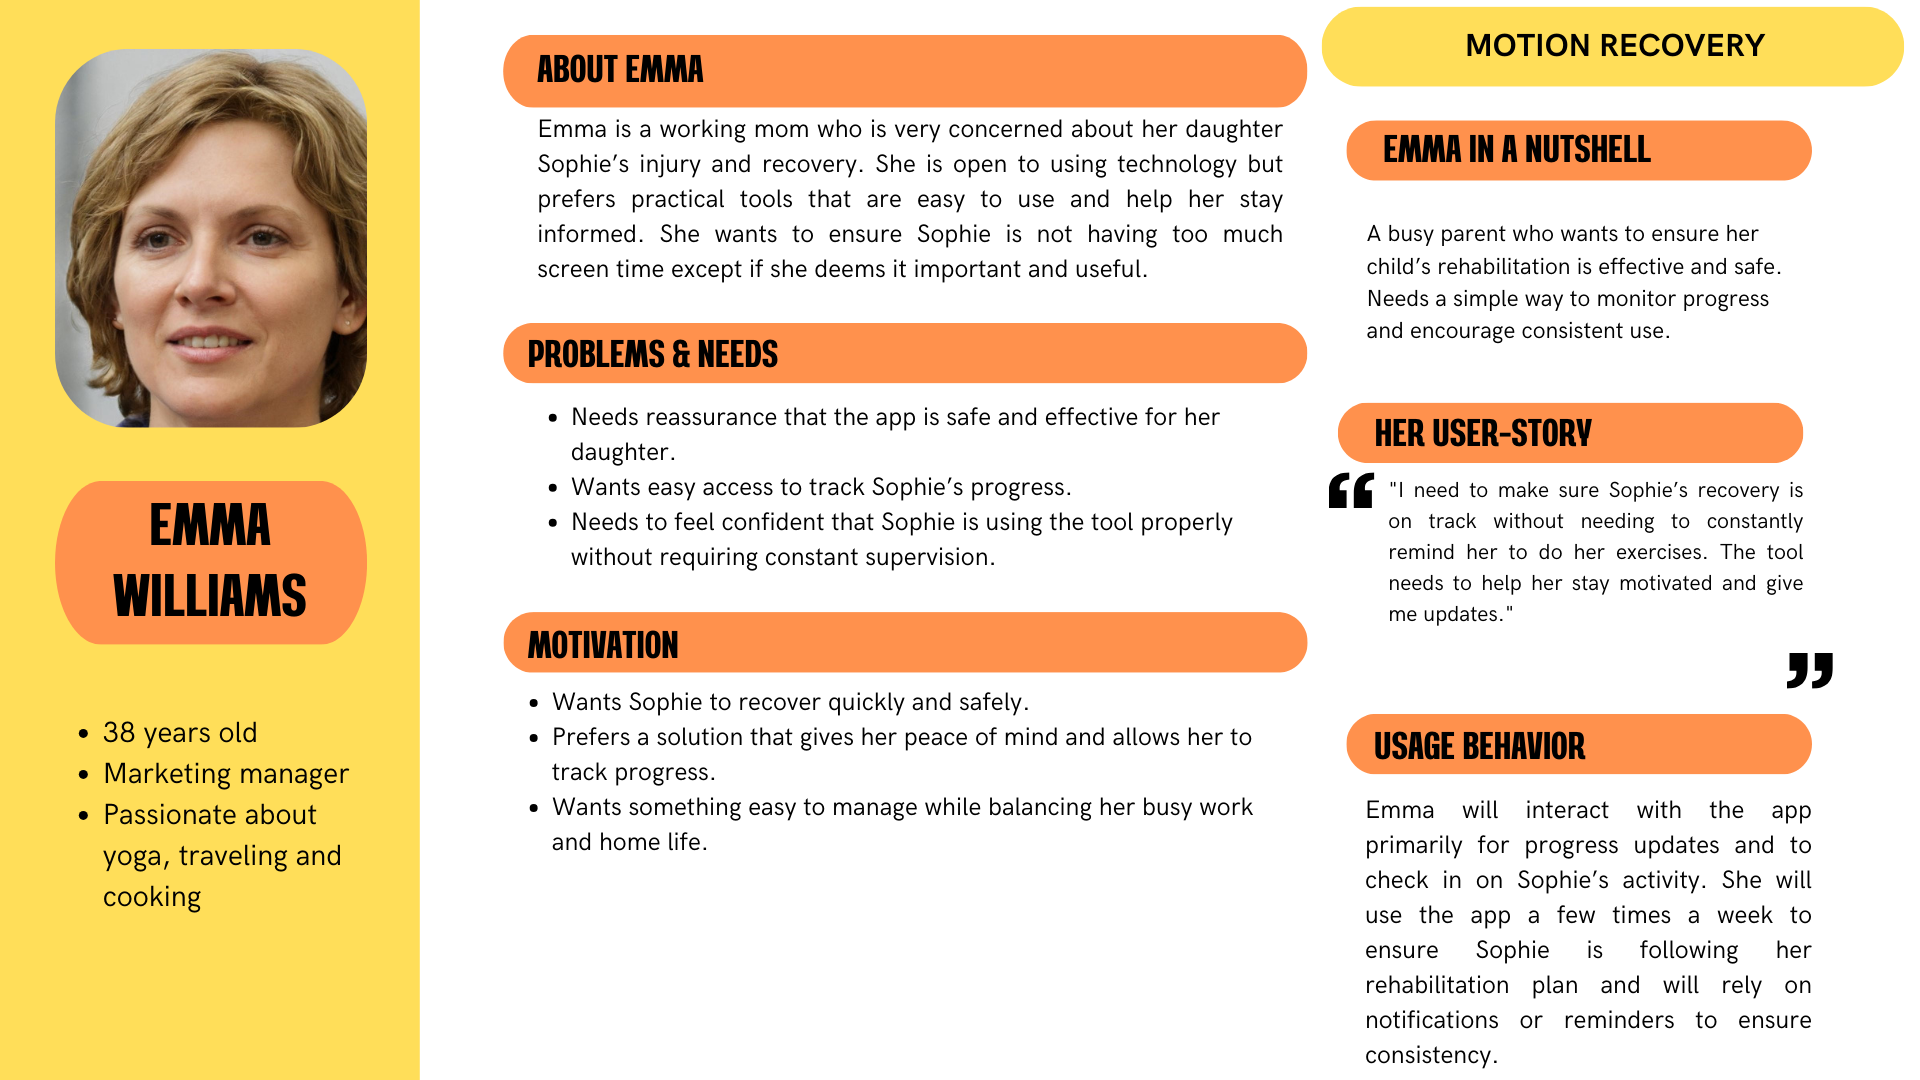 EMMA
WILLIAMS
38 years old
Marketing manager
Passionate about
yoga, traveling and
cooking
ABOUT EMMA
Emma is a working mom who is very concerned about her daughter
Sophie’s injury and recovery. She is open to using technology but
prefers practical tools that are easy to use and help her stay
informed. She wants to ensure Sophie is not having too much
screen time except if she deems it important and useful.
PROBLEMS & NEEDS
Needs reassurance that the app is safe and effective for her
daughter.
Wants easy access to track Sophie’s progress.
Needs to feel confident that Sophie is using the tool properly
without requiring constant supervision.
MOTIVATION
Wants Sophie to recover quickly and safely.
Prefers a solution that gives her peace of mind and allows her to
track progress.
Wants something easy to manage while balancing her busy work
and home life.
MOTION RECOVERY
EMMA IN A NUTSHELL
A busy parent who wants to ensure her
child’s rehabilitation is effective and safe.
Needs a simple way to monitor progress
and encourage consistent use.
HER USER-STORY
"I need to make sure Sophie’s recovery is
on track without needing to constantly
remind her to do her exercises. The tool
needs to help her stay motivated and give
me updates."
USAGE BEHAVIOR
Emma will interact with the app
primarily for progress updates and to
check in on Sophie’s activity. She will
use the app a few times a week to
ensure Sophie is following her
rehabilitation plan and will rely on
notifications or reminders to ensure
consistency.